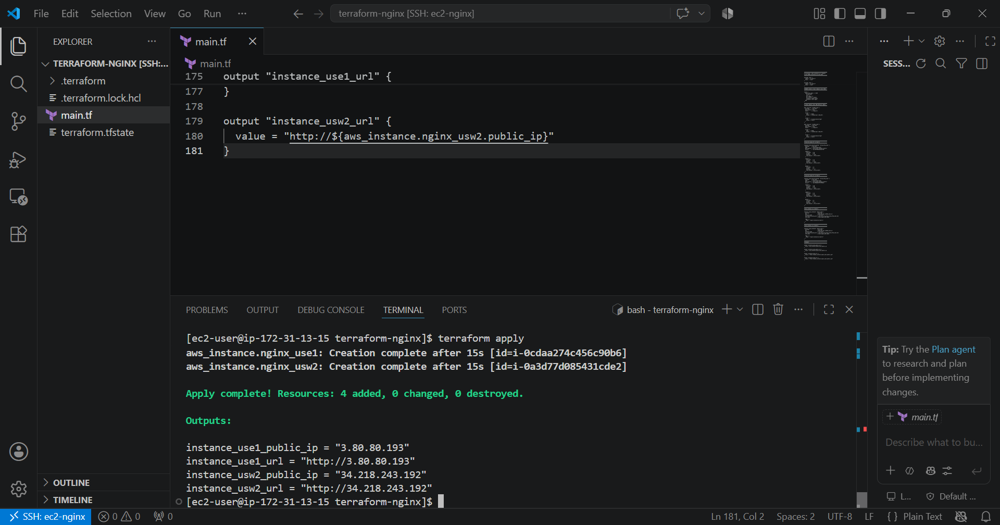 File Edit Selection View Go Run ···
terraform-nginx [SSH: ec2-nginx]
EXPLORER
TERRAFORM-NGINX [SSH:...
.terraform
.terraform.lock.hcl
main.tf
terraform.tfstate
OUTLINE
TIMELINE
main.tf
main.tf
175 output "instance_use1_url" {
177 }
178
179 output "instance_usw2_url" {
180 value = "http://${aws_instance.nginx_usw2.public_ip}"
181 }
PROBLEMS OUTPUT DEBUG CONSOLE TERMINAL PORTS
bash - terraform-nginx
[ec2-user@ip-172-31-13-15 terraform-nginx]$ terraform apply
aws_instance.nginx_use1: Creation complete after 15s [id=i-0cdaa274c456c90b6]
aws_instance.nginx_usw2: Creation complete after 15s [id=i-0a3d77d085431cde2]
Apply complete! Resources: 4 added, 0 changed, 0 destroyed.
Outputs:
instance_use1_public_ip = "3.80.80.193"
instance_use1_url = "http://3.80.80.193"
instance_usw2_public_ip = "34.218.243.192"
instance_usw2_url = "http://34.218.243.192"
[ec2-user@ip-172-31-13-15 terraform-nginx]$
SESS...
Tip: Try the Plan agent
to research and plan
before implementing
changes.
main.tf
Describe what to bu...
L... Default ...
SSH: ec2-nginx 0 0 0
Ln 181, Col 2 Spaces: 2 UTF-8 LF { } Plain Text